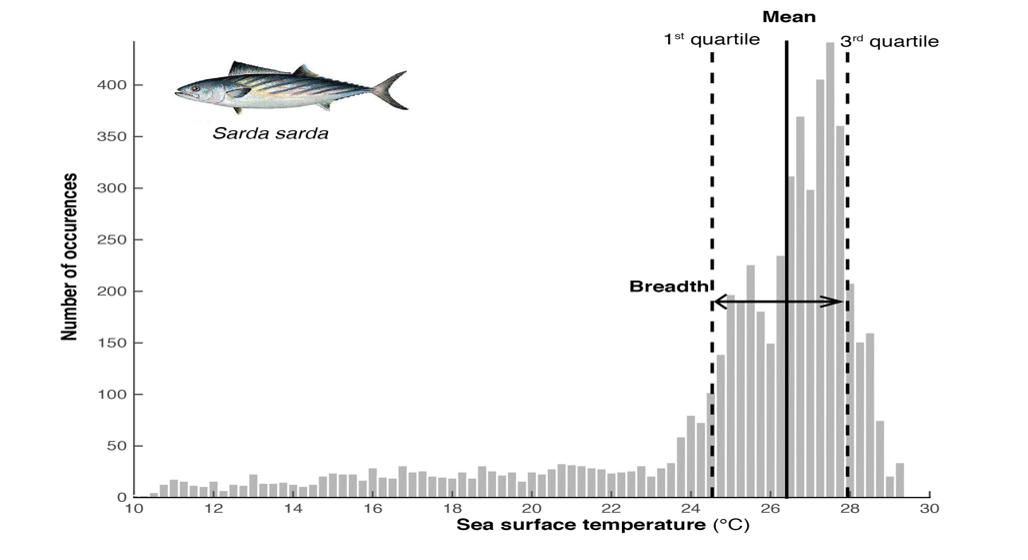 Mean
1st quartile
3rd quartile
Sarda sarda
Breadth
Number of occurences
400
350
300
250
200
150
100
50
0
10 12 14 16 18 20 22 24 26 28 30
Sea surface temperature (°C)